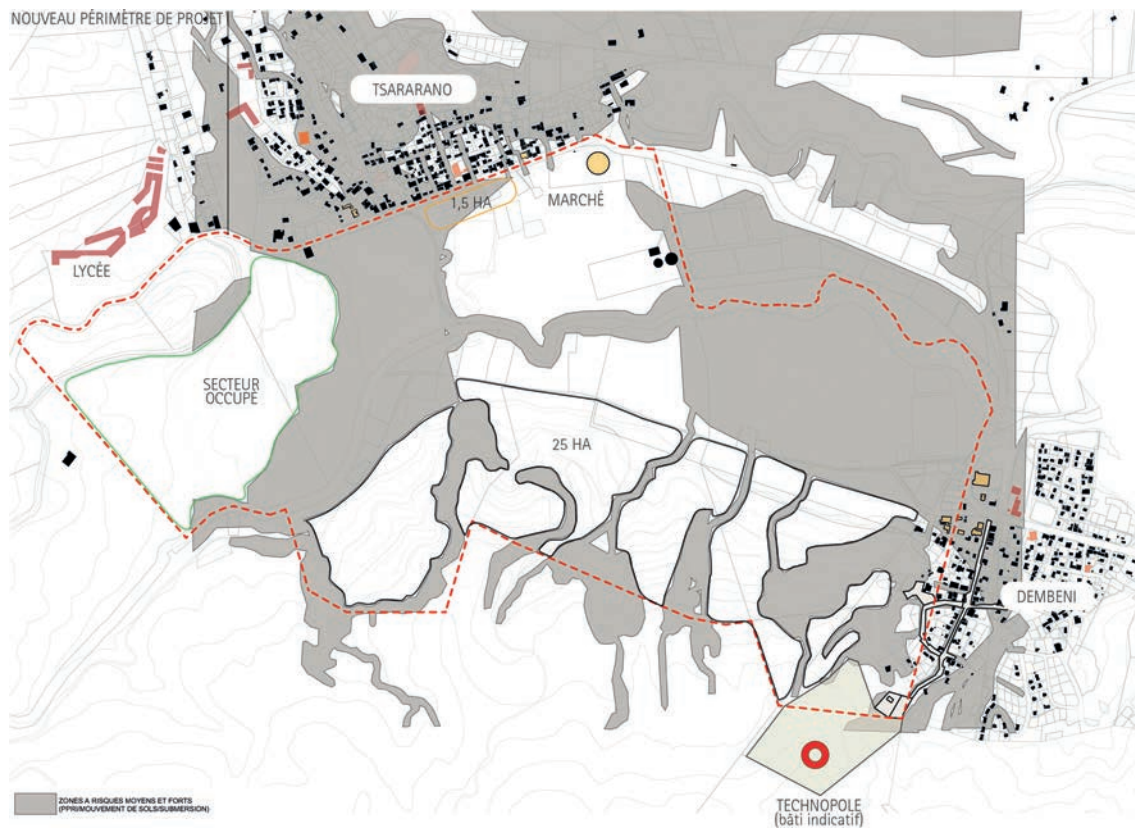 NOUVEAU PÉRIMÈTRE DE PROJET
TSARARANO
1,5 HA
MARCHÉ
LYCÉE
SECTEUR
OCCUPÉ
25 HA
DEMBENI
ZONES A RISQUES MOYENS ET FORTS
(PPR/MOUVEMENT DE SOLS/SUBMERSION)
TECHNOPOLE
(bâti indicatif)